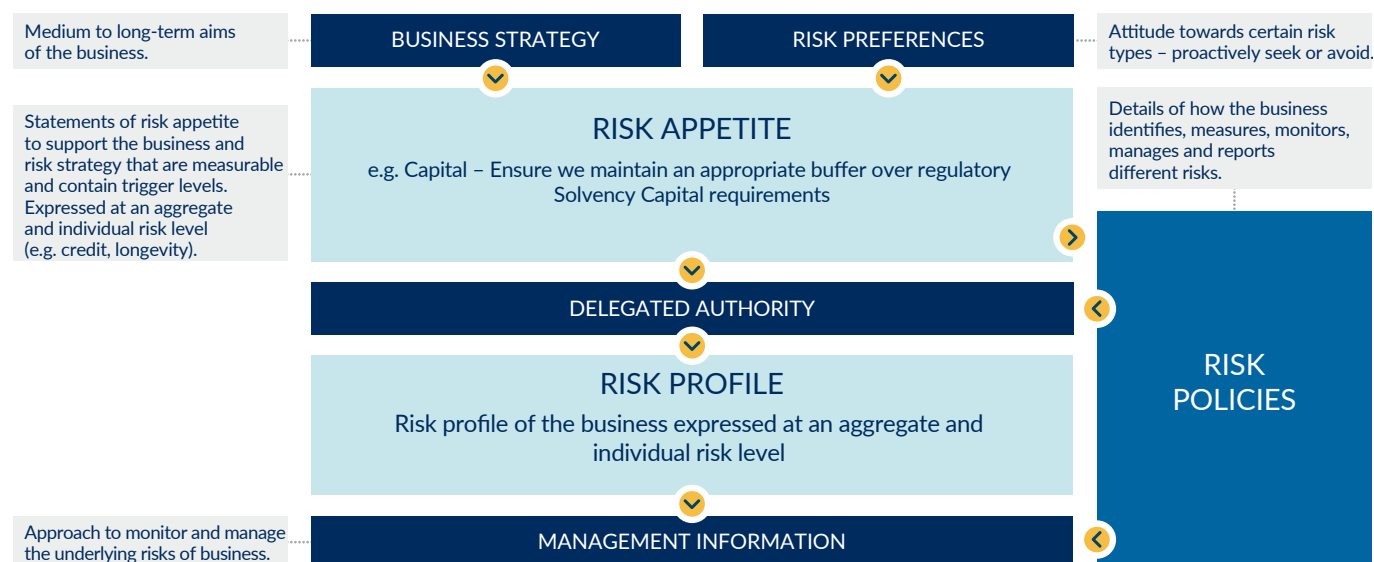 Medium to long-term aims
of the business.
BUSINESS STRATEGY
RISK PREFERENCES
Attitude towards certain risk
types – proactively seek or avoid.
Statements of risk appetite
to support the business and
risk strategy that are measurable
and contain trigger levels.
Expressed at an aggregate
and individual risk level
(e.g. credit, longevity).
RISK APPETITE
e.g. Capital – Ensure we maintain an appropriate buffer over regulatory
Solvency Capital requirements
Details of how the business
identifies, measures, monitors,
manages and reports
different risks.
DELEGATED AUTHORITY
RISK PROFILE
Risk profile of the business expressed at an aggregate and
individual risk level
RISK
POLICIES
Approach to monitor and manage
the underlying risks of business.
MANAGEMENT INFORMATION